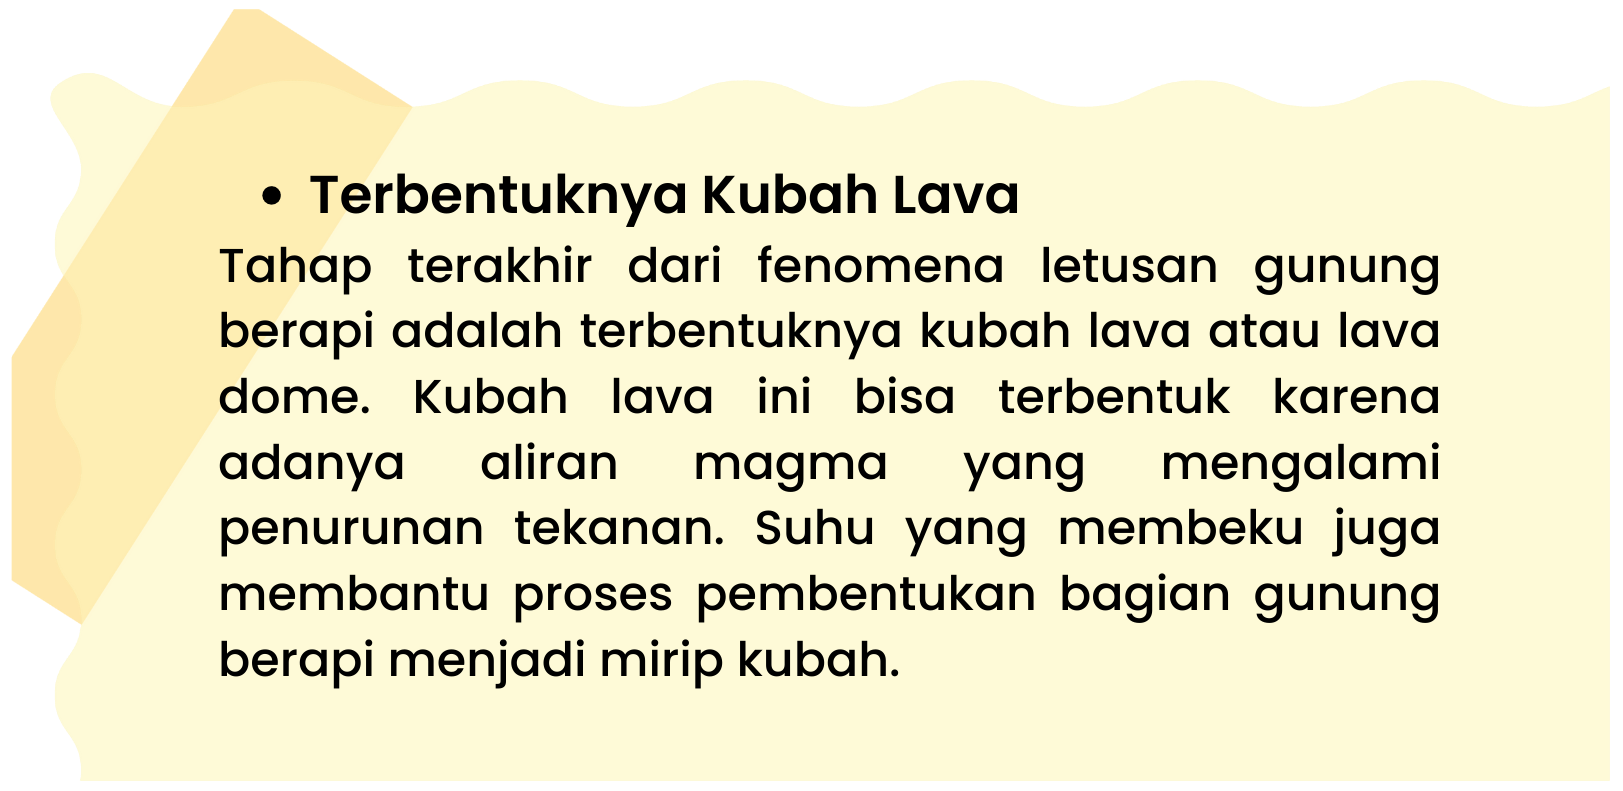 • Terbentuknya Kubah Lava
Tahap terakhir dari fenomena letusan gunung
berapi adalah terbentuknya kubah lava atau lava
dome. Kubah lava ini bisa terbentuk karena
adanya aliran magma yang mengalami
penurunan tekanan. Suhu yang membeku juga
membantu proses pembentukan bagian gunung
berapi menjadi mirip kubah.